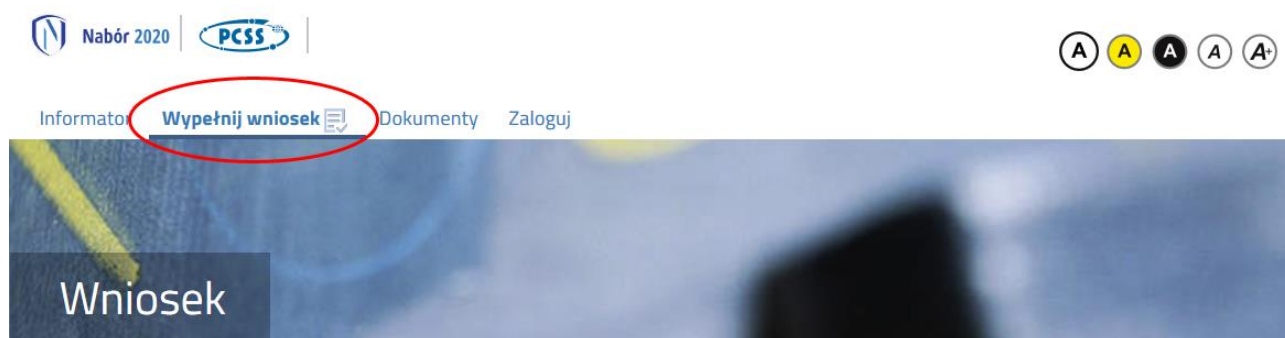 Nabór 2020 PCSS A A A A A+
Informator Wypełnij wniosek Dokumenty Zaloguj
Wniosek